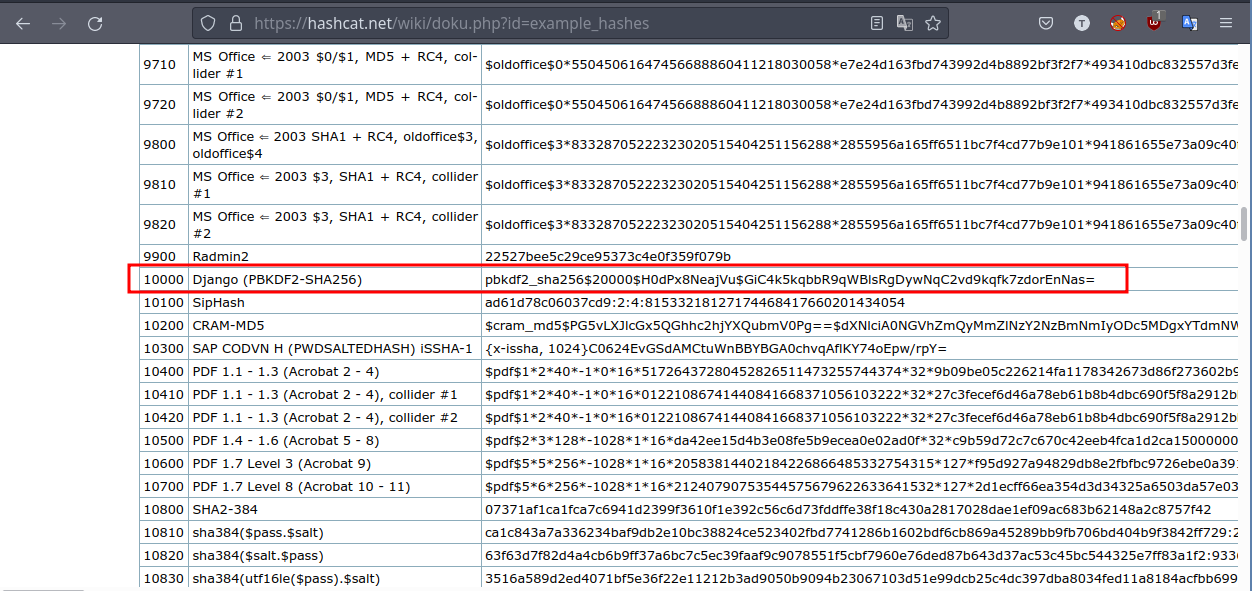 https://hashcat.net/wiki/doku.php?id=example_hashes
T
1
9710 MS Office ⇐ 2003 $0/$1, MD5 + RC4, col-
lider #1 $oldoffice$0*55045061647456688860411218030058*e7e24d163fbd743992d4b8892bf3f2f7*493410dbc832557d3fe
9720 MS Office ⇐ 2003 $0/$1, MD5 + RC4, col-
lider #2 $oldoffice$0*55045061647456688860411218030058*e7e24d163fbd743992d4b8892bf3f2f7*493410dbc832557d3fe
9800 MS Office ⇐ 2003 SHA1 + RC4, oldoffice$3,
oldoffice$4 $oldoffice$3*83328705222323020515404251156288*2855956a165ff6511bc7f4cd77b9e101*941861655e73a09c40
9810 MS Office ⇐ 2003 $3, SHA1 + RC4, collider
#1 $oldoffice$3*83328705222323020515404251156288*2855956a165ff6511bc7f4cd77b9e101*941861655e73a09c40
9820 MS Office ⇐ 2003 $3, SHA1 + RC4, collider
#2 $oldoffice$3*83328705222323020515404251156288*2855956a165ff6511bc7f4cd77b9e101*941861655e73a09c40
9900 Radmin2 22527bee5c29ce95373c4e0f359f079b
10000 Django (PBKDF2-SHA256) pbkdf2_sha256$20000$H0dPx8NeajVu$GiC4k5kqbbR9qWBlsRgDywNqC2vd9kqfk7zdorEnNas=
10100 SipHash ad61d78c06037cd9:2:4:81533218127174468417660201434054
10200 CRAM-MD5 $cram_md5$PG5vLXJlcGx5QGhhc2hjYXQubmV0Pg==$dXNlciA0NGVhZmQyMmZlNzY2NzBmNmIyODc5MDgxYTdmNW
10300 SAP CODVN H (PWDSALTEDHASH) iSSHA-1 {x-issha, 1024}C0624EvGSdAMCtuWnBBYBGA0chvqAflKY74oEpw/rpY=
10400 PDF 1.1 - 1.3 (Acrobat 2 - 4) $pdf$1*2*40*-1*0*16*51726437280452826511473255744374*32*9b09be05c226214fa1178342673d86f273602b9
10410 PDF 1.1 - 1.3 (Acrobat 2 - 4), collider #1 $pdf$1*2*40*-1*0*16*01221086741440841668371056103222*32*27c3fecef6d46a78eb61b8b4dbc690f5f8a2912b
10420 PDF 1.1 - 1.3 (Acrobat 2 - 4), collider #2 $pdf$1*2*40*-1*0*16*01221086741440841668371056103222*32*27c3fecef6d46a78eb61b8b4dbc690f5f8a2912b
10500 PDF 1.4 - 1.6 (Acrobat 5 - 8) $pdf$2*3*128*-1028*1*16*da42ee15d4b3e08fe5b9ecea0e02ad0f*32*c9b59d72c7c670c42eeb4fca1d2ca15000000
10600 PDF 1.7 Level 3 (Acrobat 9) $pdf$5*5*256*-1028*1*16*20583814402184226866485332754315*127*f95d927a94829db8e2fbfbc9726ebe0a391
10700 PDF 1.7 Level 8 (Acrobat 10 - 11) $pdf$5*6*256*-1028*1*16*21240790753544575679622633641532*127*2d1ecff66ea354d3d34325a6503da57e03
10800 SHA2-384 07371af1ca1fca7c6941d2399f3610f1e392c56c6d73fddffe38f18c430a2817028dae1ef09ac683b62148a2c8757f42
10810 sha384($pass.$salt) ca1c843a7a336234baf9db2e10bc38824ce523402fbd7741286b1602bdf6cb869a45289bb9fb706bd404b9f3842ff729:2
10820 sha384($salt.$pass) 63f63d7f82d4a4cb6b9ff37a6bc7c5ec39faaf9c9078551f5cbf7960e76ded87b643d37ac53c45bc544325e7ff83a1f2:933
10830 sha384(utf16le($pass).$salt) 3516a589d2ed4071bf5e36f22e11212b3ad9050b9094b23067103d51e99dcb25c4dc397dba8034fed11a8184acfbb699